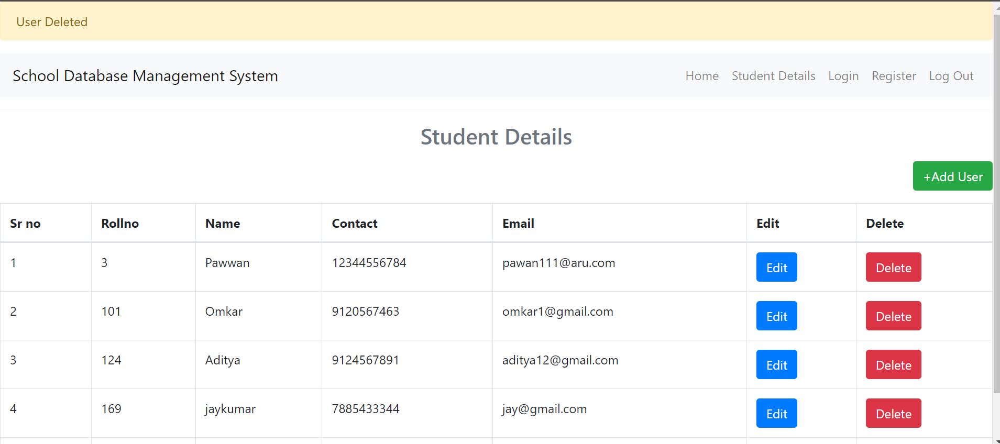 User Deleted
School Database Management System Home Student Details Login Register Log Out
Student Details
+Add User
Sr no Rollno Name Contact Email Edit Delete
1 3 Pawwan 12344556784 pawan111@aru.com Edit Delete
2 101 Omkar 9120567463 omkar1@gmail.com Edit Delete
3 124 Aditya 9124567891 aditya12@gmail.com Edit Delete
4 169 jaykumar 7885433344 jay@gmail.com Edit Delete